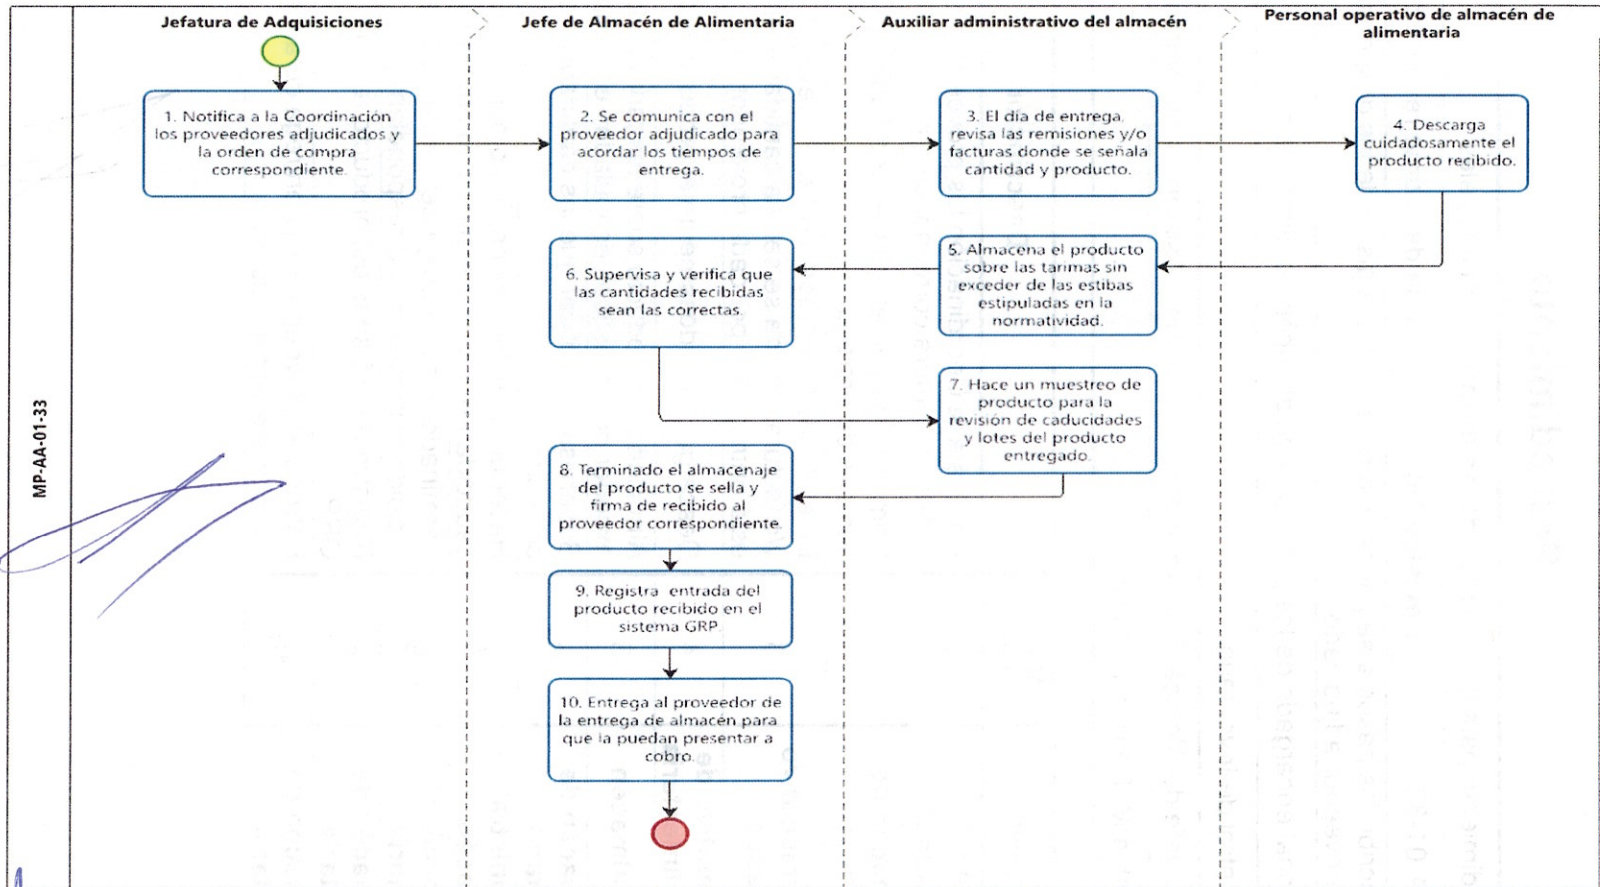 Jefatura de Adquisiciones
Jefe de Almacén de Alimentaria
Auxiliar administrativo del almacén
Personal operativo de almacén de
alimentaria
1. Notifica a la Coordinación
los proveedores adjudicados y
la orden de compra
correspondiente.
2. Se comunica con el
proveedor adjudicado para
acordar los tiempos de
entrega.
3. El día de entrega,
revisa las remisiones y/o
facturas donde se señala
cantidad y producto.
4. Descarga
cuidadosamente el
producto recibido.
5. Almacena el producto
sobre las tarimas sin
exceder de las estibas
estipuladas en la
normatividad.
6. Supervisa y verifica que
las cantidades recibidas
sean las correctas.
7. Hace un muestreo de
producto para la
revisión de caducidades
y lotes del producto
entregado.
8. Terminado el almacenaje
del producto se sella y
firma de recibido al
proveedor correspondiente.
9. Registra entrada del
producto recibido en el
sistema GRP.
10. Entrega al proveedor de
la entrega de almacén para
que la puedan presentar a
cobro.
MP-AA-01-33